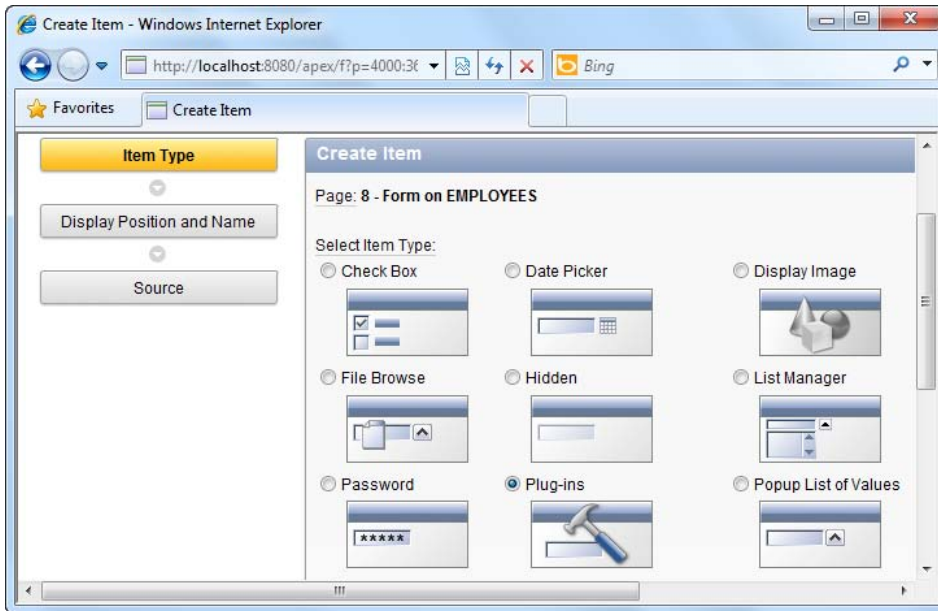 Create Item - Windows Internet Explorer
http://localhost:8080/apex/f?p=4000:36
Bing
Favorites
Create Item
Item Type
Display Position and Name
Source
Create Item
Page: 8 - Form on EMPLOYEES
Select Item Type:
Check Box
Date Picker
Display Image
File Browse
Hidden
List Manager
Password
Plug-ins
Popup List of Values
*****